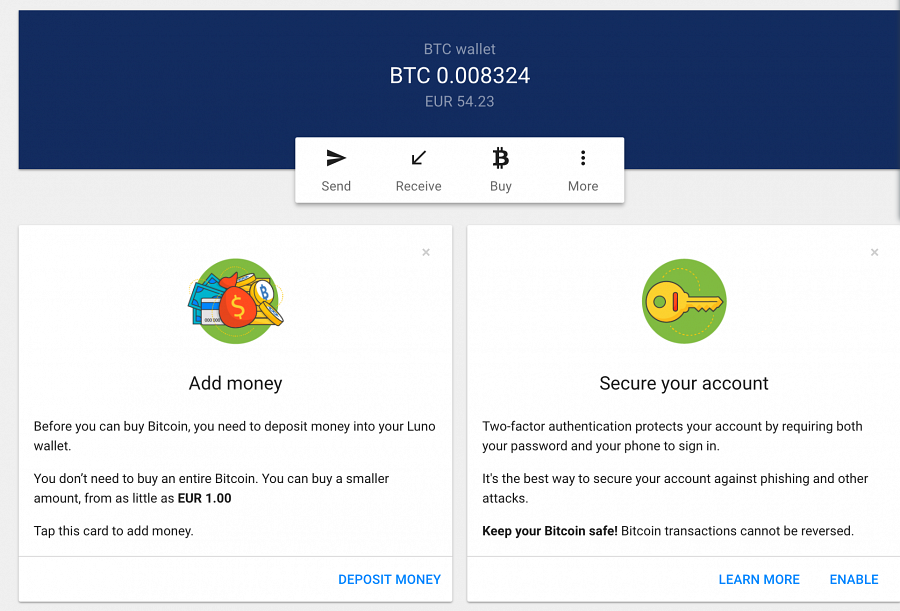 BTC wallet
BTC 0.008324
EUR 54.23
Send
Receive
Buy
More
×
Add money
Before you can buy Bitcoin, you need to deposit money into your Luno
wallet.
You don’t need to buy an entire Bitcoin. You can buy a smaller
amount, from as little as EUR 1.00
Tap this card to add money.
DEPOSIT MONEY
×
Secure your account
Two-factor authentication protects your account by requiring both
your password and your phone to sign in.
It's the best way to secure your account against phishing and other
attacks.
Keep your Bitcoin safe! Bitcoin transactions cannot be reversed.
LEARN MORE
ENABLE